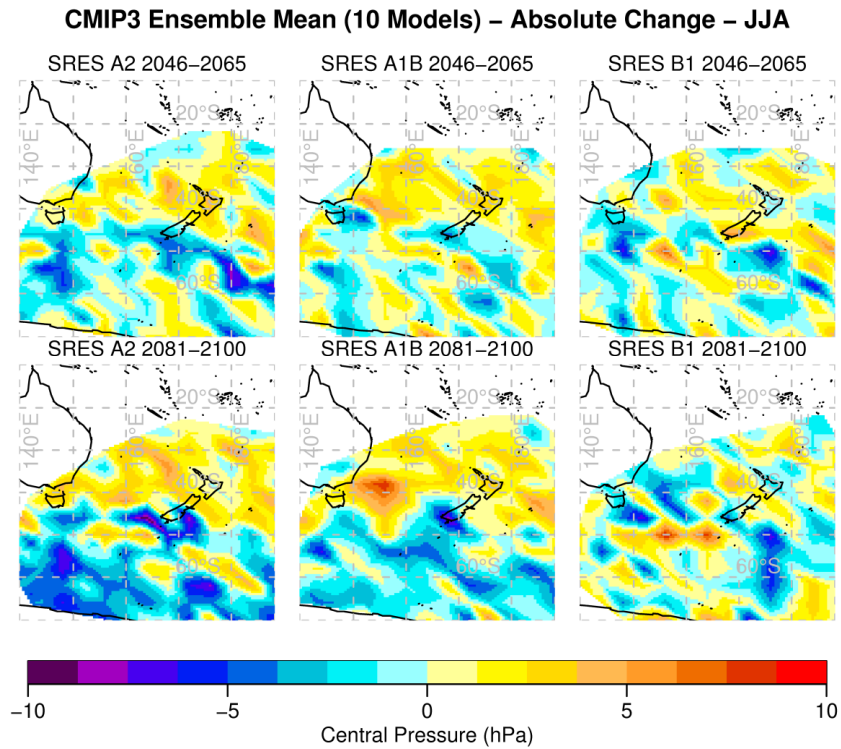 CMIP3 Ensemble Mean (10 Models) − Absolute Change − JJA
SRES A2 2046−2065
SRES A1B 2046−2065
SRES B1 2046−2065
20°S
140°E
160°E
180°E
40°S
60°S
20°S
140°E
160°E
180°E
40°S
60°S
20°S
140°E
160°E
180°E
40°S
60°S
SRES A2 2081−2100
SRES A1B 2081−2100
SRES B1 2081−2100
20°S
140°E
160°E
180°E
40°S
60°S
20°S
140°E
160°E
180°E
40°S
60°S
20°S
140°E
160°E
180°E
40°S
60°S
−10 −5 0 5 10
Central Pressure (hPa)